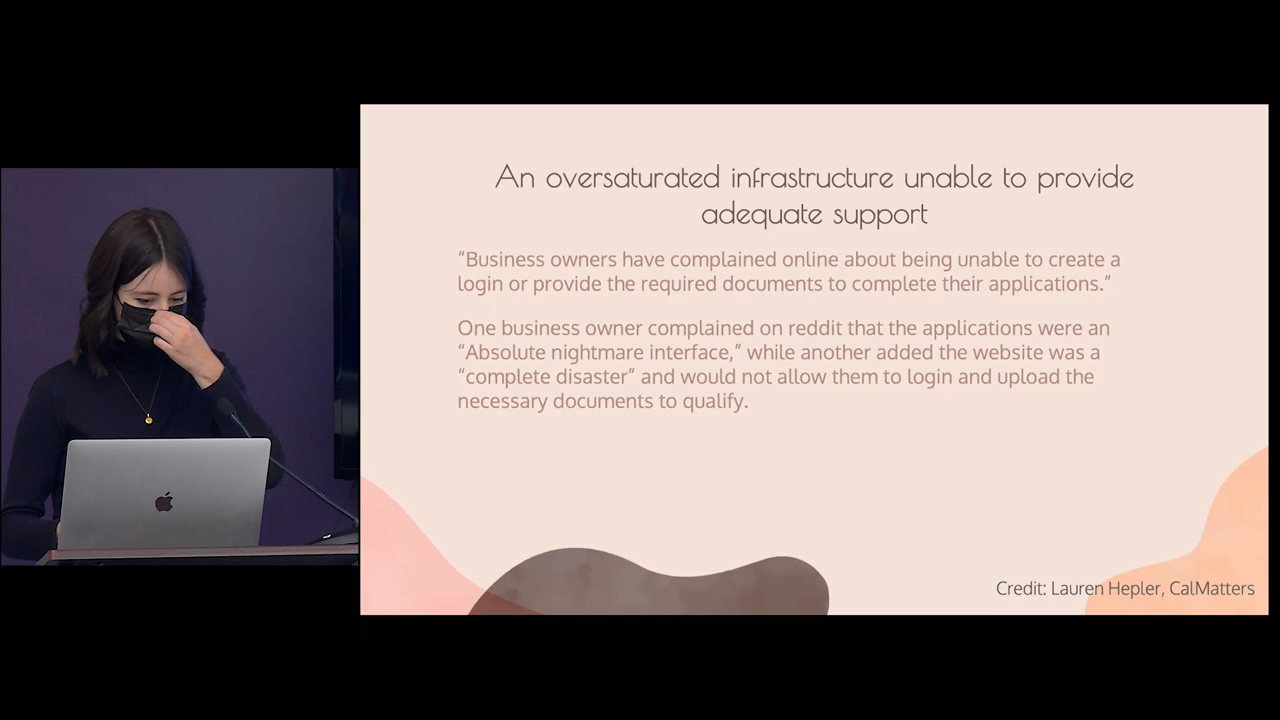 An oversaturated infrastructure unable to provide
adequate support
“Business owners have complained online about being unable to create a
login or provide the required documents to complete their applications.”
One business owner complained on reddit that the applications were an
“Absolute nightmare interface,” while another added the website was a
“complete disaster“ and would not allow them to login and upload the
necessary documents to qualify.
Credit: Lauren Hepler, CalMatters